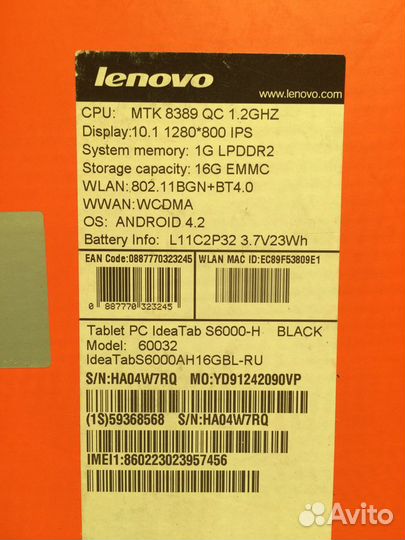 lenovo
www.lenovo.com
CPU: MTK 8389 QC 1.2GHZ
Display:10.1 1280*800 IPS
System memory: 1G LPDDR2
Storage capacity: 16G EMMC
WLAN:802.11BGN+BT4.0
WWAN:WCDMA
OS: ANDROID 4.2
Battery Info: L11C2P32 3.7V23Wh
EAN Code:0887770323245
WLAN MAC ID:EC89F53809E1
0 887770 323245
Tablet PC IdeaTab S6000-H BLACK
Model: 60032
IdeaTabS6000AH16GBL-RU
S/N:HA04W7RQ MO:YD91242090VP
(1S)59368568 S/N:HA04W7RQ
IMEI1:860223023957456
Avito